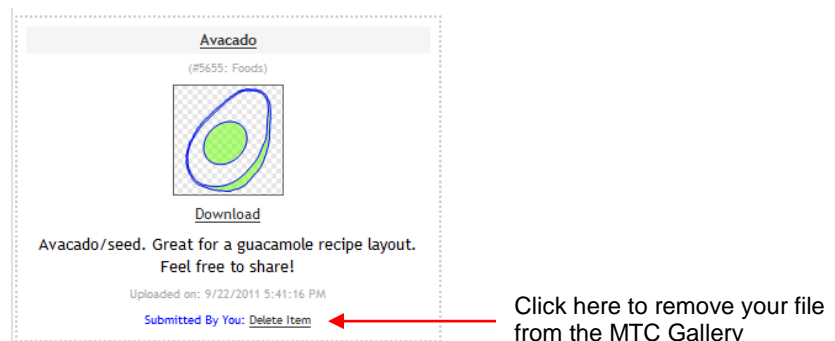 Avacado
(#5655: Foods)
Download
Avacado/seed. Great for a guacamole recipe layout.
Feel free to share!
Uploaded on: 9/22/2011 5:41:16 PM
Submitted By You: Delete Item
Click here to remove your file
from the MTC Gallery